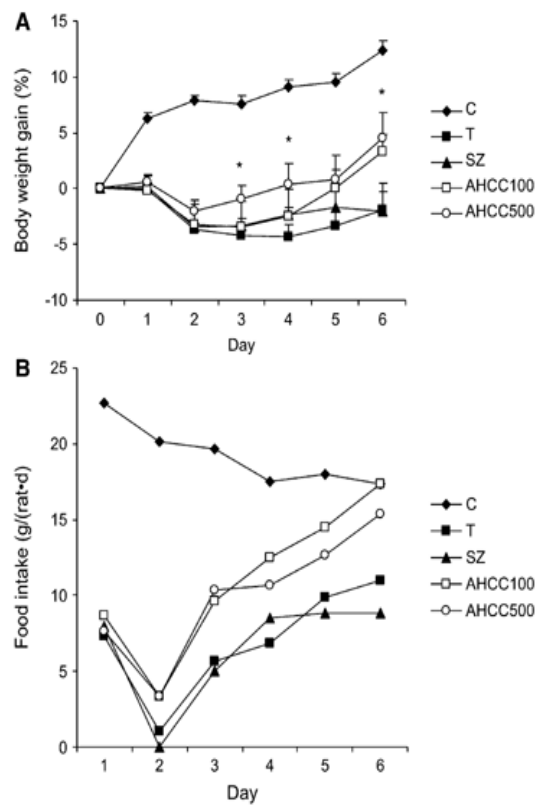 A
15
10
5
0
-5
-10
Body weight gain (%)
*
*
*
0 1 2 3 4 5 6
Day
C
T
SZ
AHCC100
AHCC500
B
25
20
15
10
5
0
Food intake (g/(rat•d)
1 2 3 4 5 6
Day
C
T
SZ
AHCC100
AHCC500